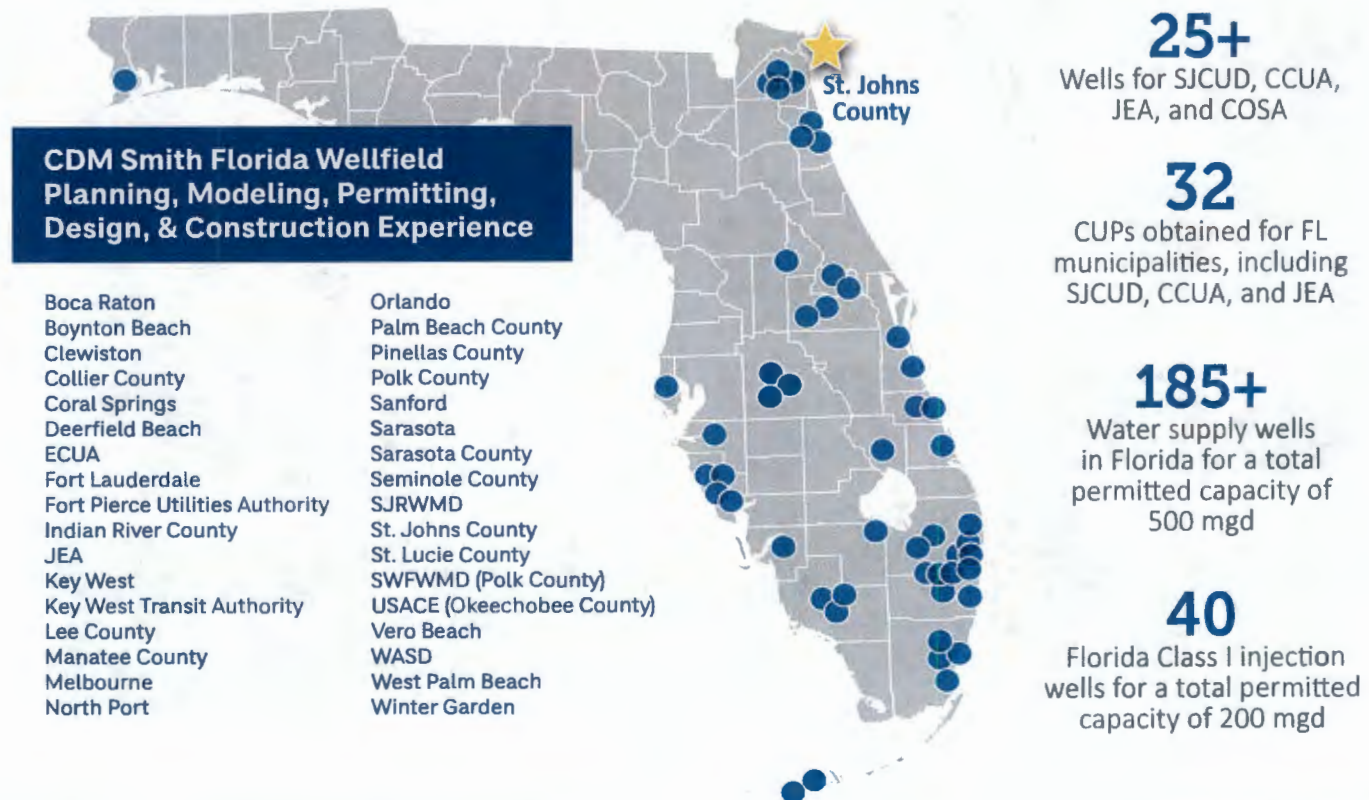 CDM Smith Florida Wellfield
Planning, Modeling, Permitting,
Design, & Construction Experience
Boca Raton
Boynton Beach
Clewiston
Collier County
Coral Springs
Deerfield Beach
ECUA
Fort Lauderdale
Fort Pierce Utilities Authority
Indian River County
JEA
Key West
Key West Transit Authority
Lee County
Manatee County
Melbourne
North Port
Orlando
Palm Beach County
Pinellas County
Polk County
Sanford
Sarasota
Sarasota County
Seminole County
SJRWMD
St. Johns County
St. Lucie County
SWFWMD (Polk County)
USACE (Okeechobee County)
Vero Beach
WASD
West Palm Beach
Winter Garden
St. Johns
County
25+
Wells for SJCUD, CCUA,
JEA, and COSA
32
CUPs obtained for FL
municipalities, including
SJCUD, CCUA, and JEA
185+
Water supply wells
in Florida for a total
permitted capacity of
500 mgd
40
Florida Class I injection
wells for a total permitted
capacity of 200 mgd